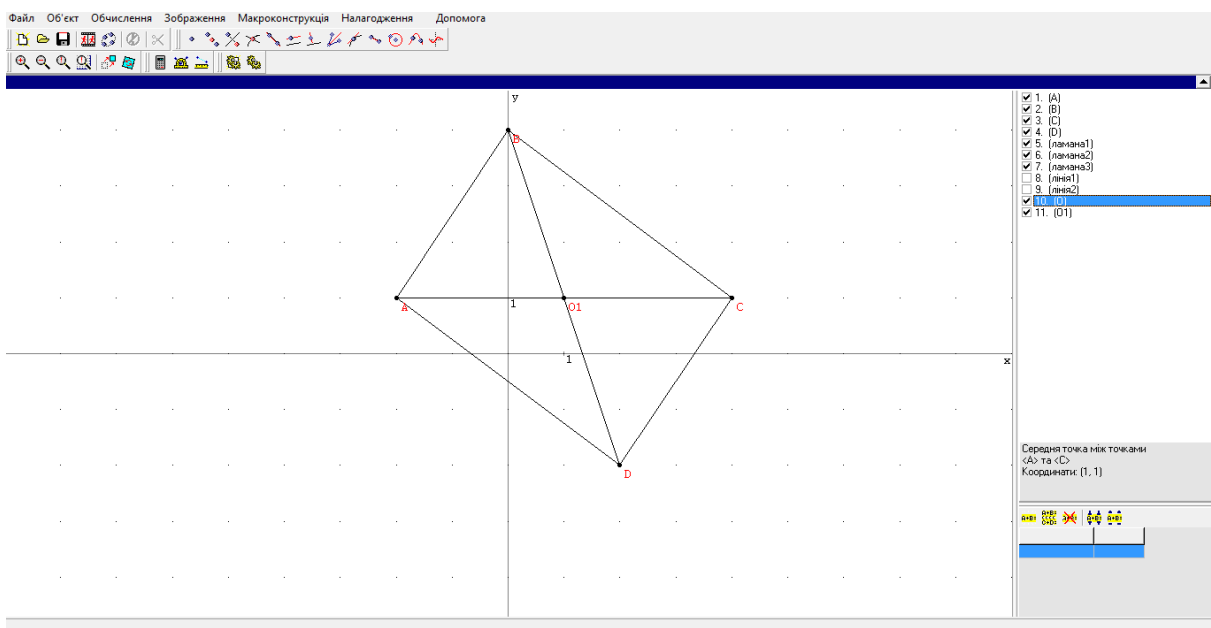 Файл Об'єкт Обчислення Зображення Макроконструкція Налагодження Допомога
y
B
A
1
O1
C
1
x
D
1. (A)
2. (B)
3. (C)
4. (D)
5. (ламана1)
6. (ламана2)
7. (ламана3)
8. (лінія1)
9. (лінія2)
10. (O)
11. (O1)
Середня точка між точками
<A> та <C>
Координати: (1, 1)